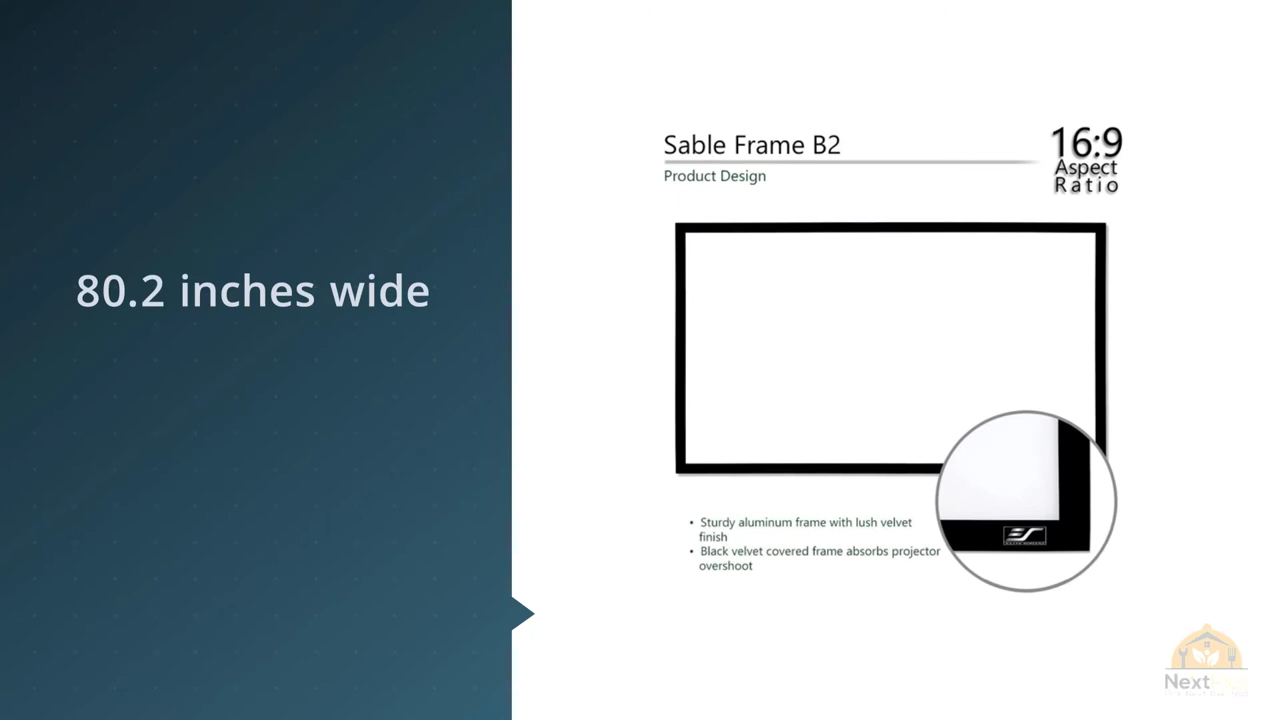 80.2 inches wide
Sable Frame B2
Product Design
16:9
Aspect
Ratio
• Sturdy aluminum frame with lush velvet
finish
• Black velvet covered frame absorbs projector
overshoot
ES
Next